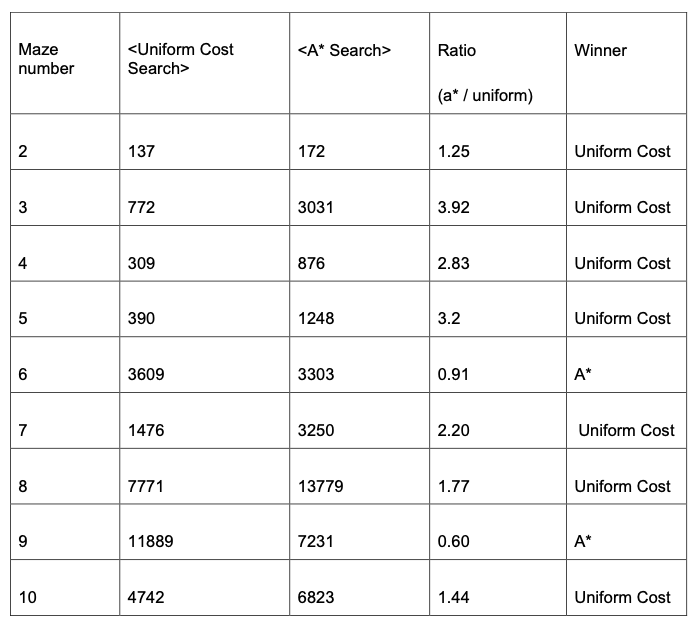 Maze number <Uniform Cost Search> <A* Search> Ratio (a* / uniform) Winner
2 137 172 1.25 Uniform Cost
3 772 3031 3.92 Uniform Cost
4 309 876 2.83 Uniform Cost
5 390 1248 3.2 Uniform Cost
6 3609 3303 0.91 A*
7 1476 3250 2.20 Uniform Cost
8 7771 13779 1.77 Uniform Cost
9 11889 7231 0.60 A*
10 4742 6823 1.44 Uniform Cost